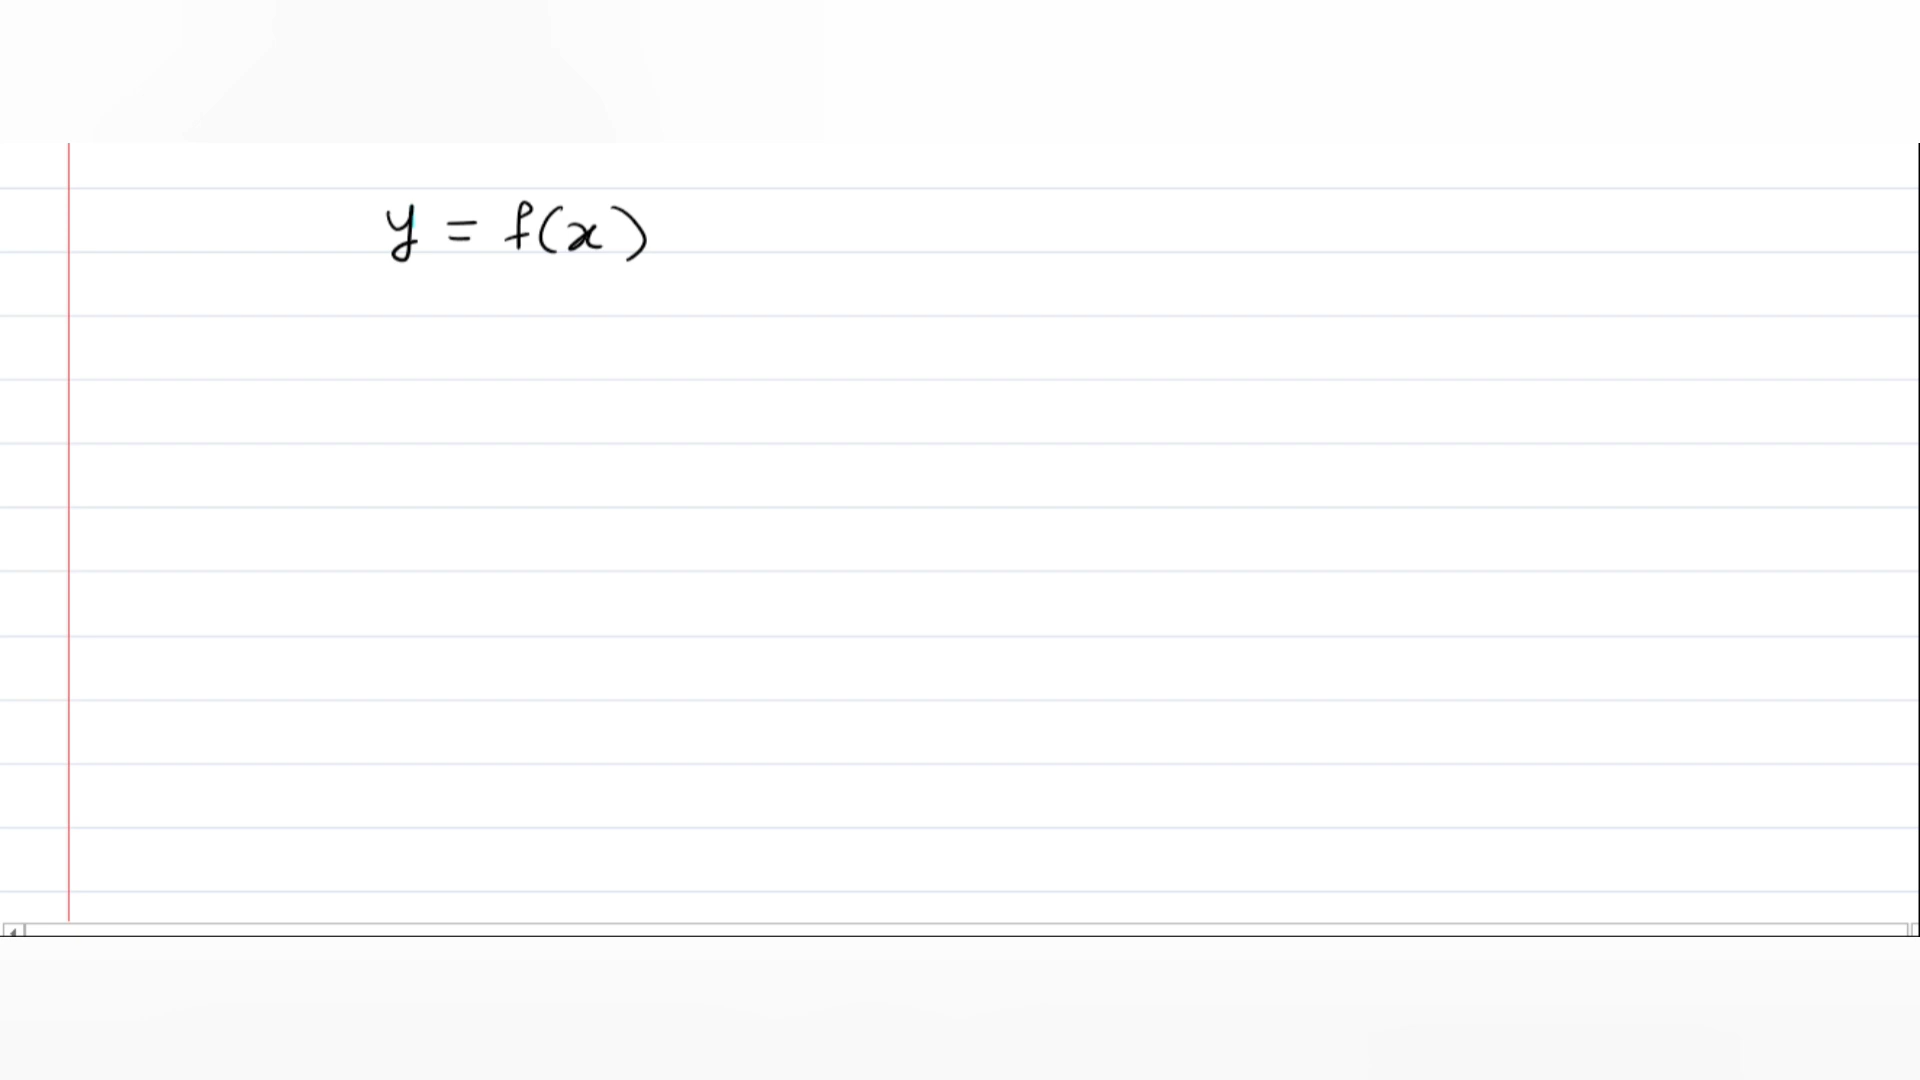 y = f(x)